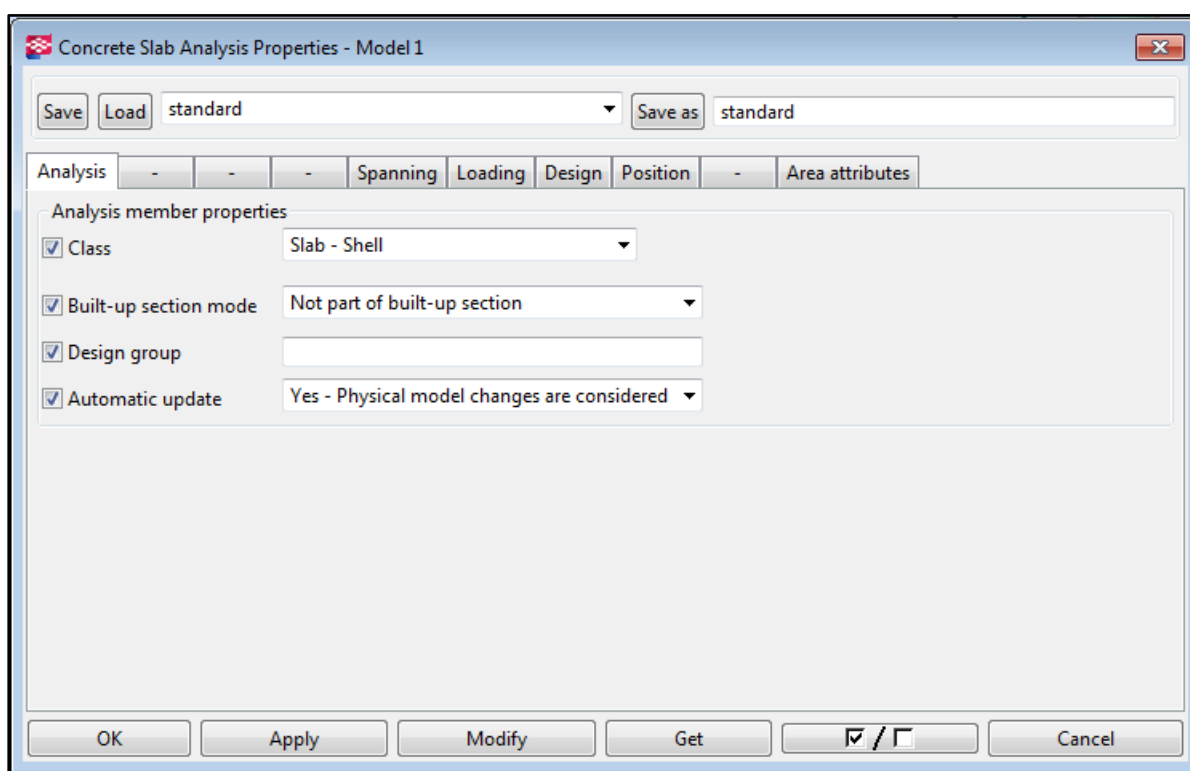 Concrete Slab Analysis Properties - Model 1
Save Load standard Save as standard
Analysis - - - Spanning Loading Design Position - Area attributes
Analysis member properties
Class Slab - Shell
Built-up section mode Not part of built-up section
Design group
Automatic update Yes - Physical model changes are considered
OK Apply Modify Get / Cancel